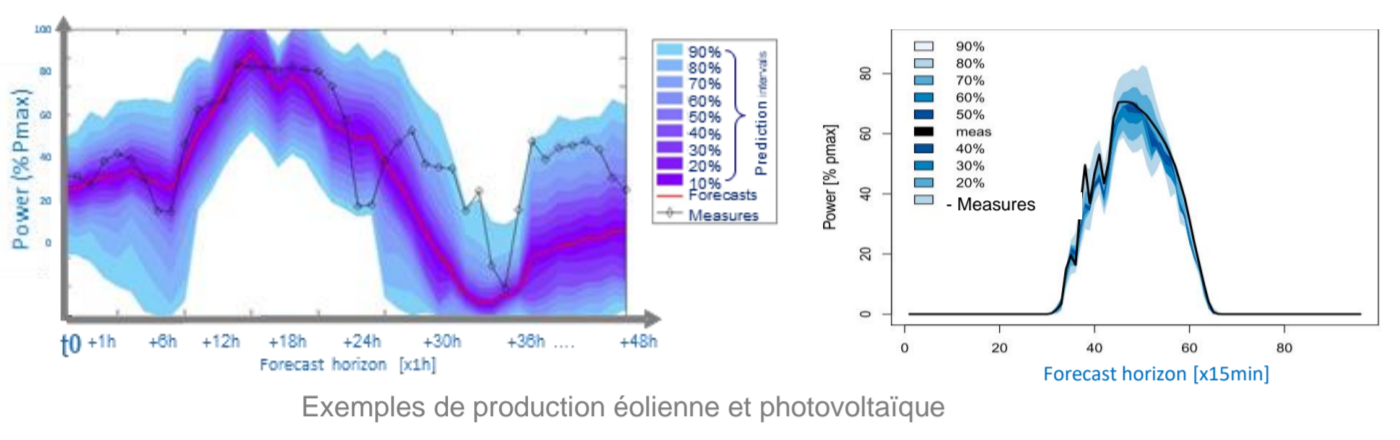 100
80
60
40
20
0
Power (% Pmax)
t0 +1h +6h +12h +18h +24h +30h +36h .... +48h
Forecast horizon [x1h]
90%
80%
70%
60%
50%
40%
30%
20%
10%
Prediction intervals
Forecasts
Measures
90%
80%
70%
60%
50%
meas
40%
30%
20%
- Measures
80
60
40
20
0
Power [% pmax]
0 20 40 60 80
Forecast horizon [x15min]
Exemples de production éolienne et photovoltaïque